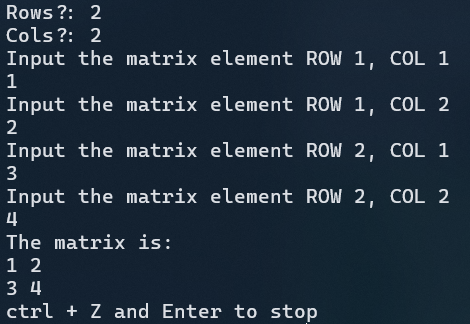 Rows?: 2
Cols?: 2
Input the matrix element ROW 1, COL 1
1
Input the matrix element ROW 1, COL 2
2
Input the matrix element ROW 2, COL 1
3
Input the matrix element ROW 2, COL 2
4
The matrix is:
1 2
3 4
ctrl + Z and Enter to stop